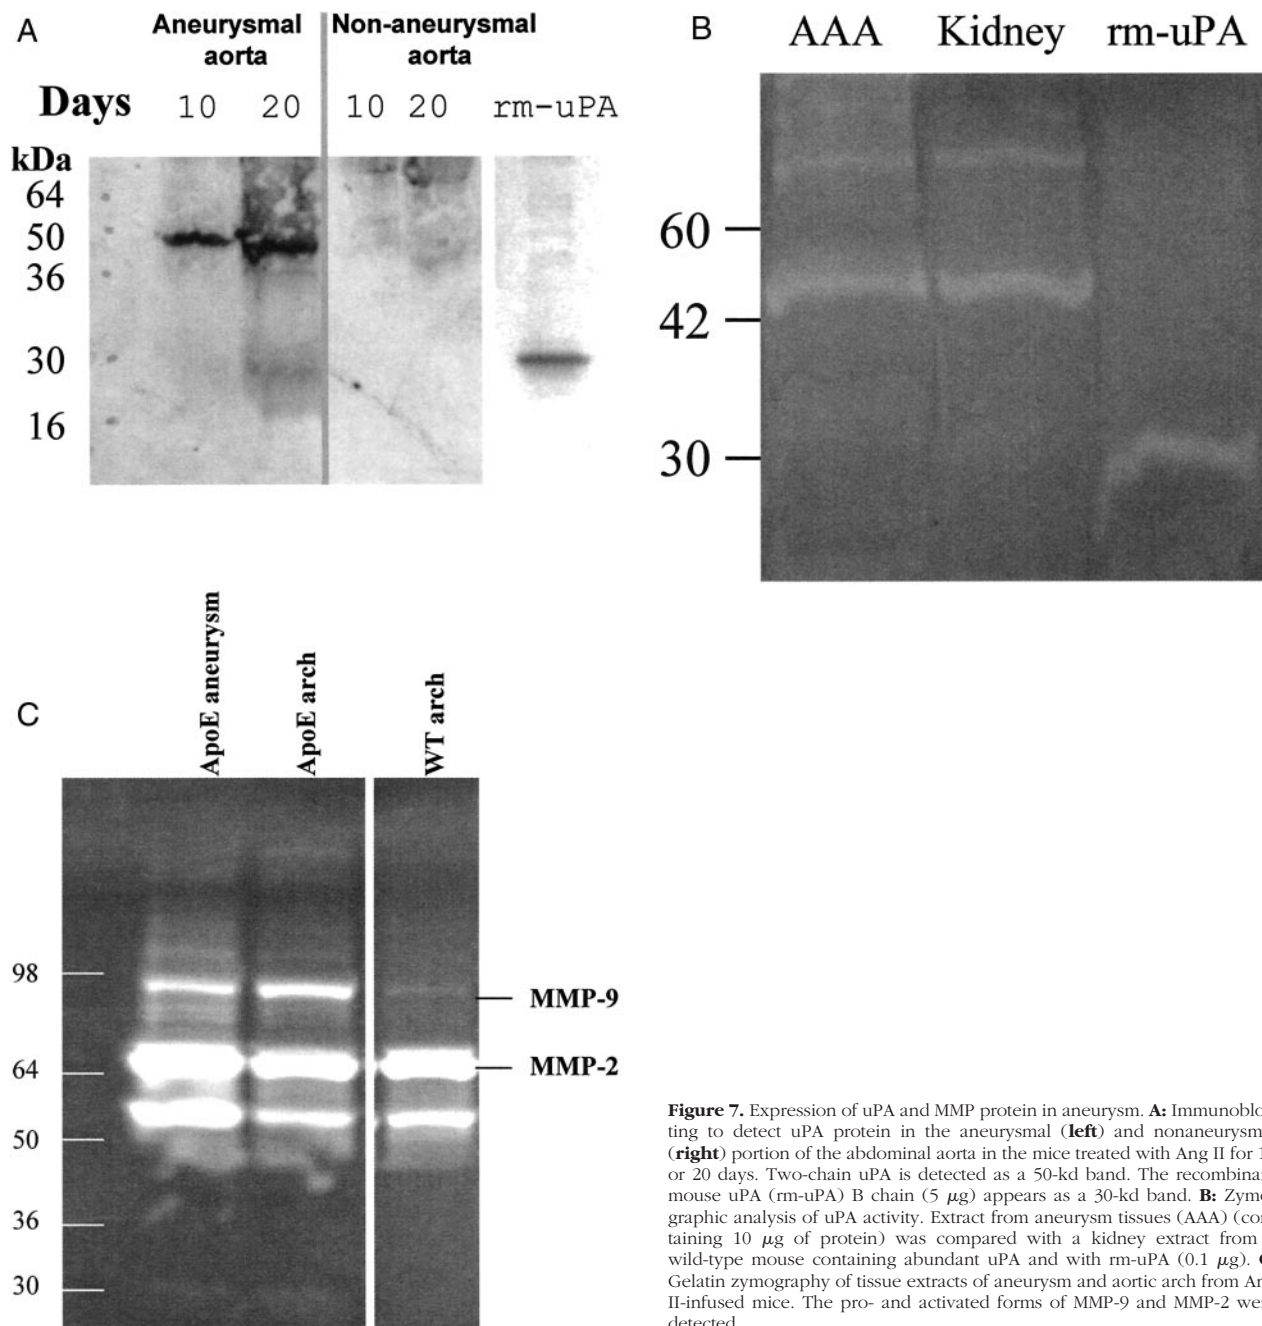 A
Aneurysmal aorta
Non-aneurysmal aorta
Days 10 20 10 20 rm-uPA
kDa
64
50
36
30
16
B
AAA Kidney rm-uPA
60
42
30
C
ApoE aneurysm
ApoE arch
WT arch
98
64
50
36
30
MMP-9
MMP-2
Figure 7. Expression of uPA and MMP protein in aneurysm. A: Immunoblot
ting to detect uPA protein in the aneurysmal (left) and nonaneurysm
(right) portion of the abdominal aorta in the mice treated with Ang II for 1
or 20 days. Two-chain uPA is detected as a 50-kd band. The recombinan
mouse uPA (rm-uPA) B chain (5 μg) appears as a 30-kd band. B: Zymo
graphic analysis of uPA activity. Extract from aneurysm tissues (AAA) (con
taining 10 μg of protein) was compared with a kidney extract from
wild-type mouse containing abundant uPA and with rm-uPA (0.1 μg).
Gelatin zymography of tissue extracts of aneurysm and aortic arch from An
II-infused mice. The pro- and activated forms of MMP-9 and MMP-2 wer
detected